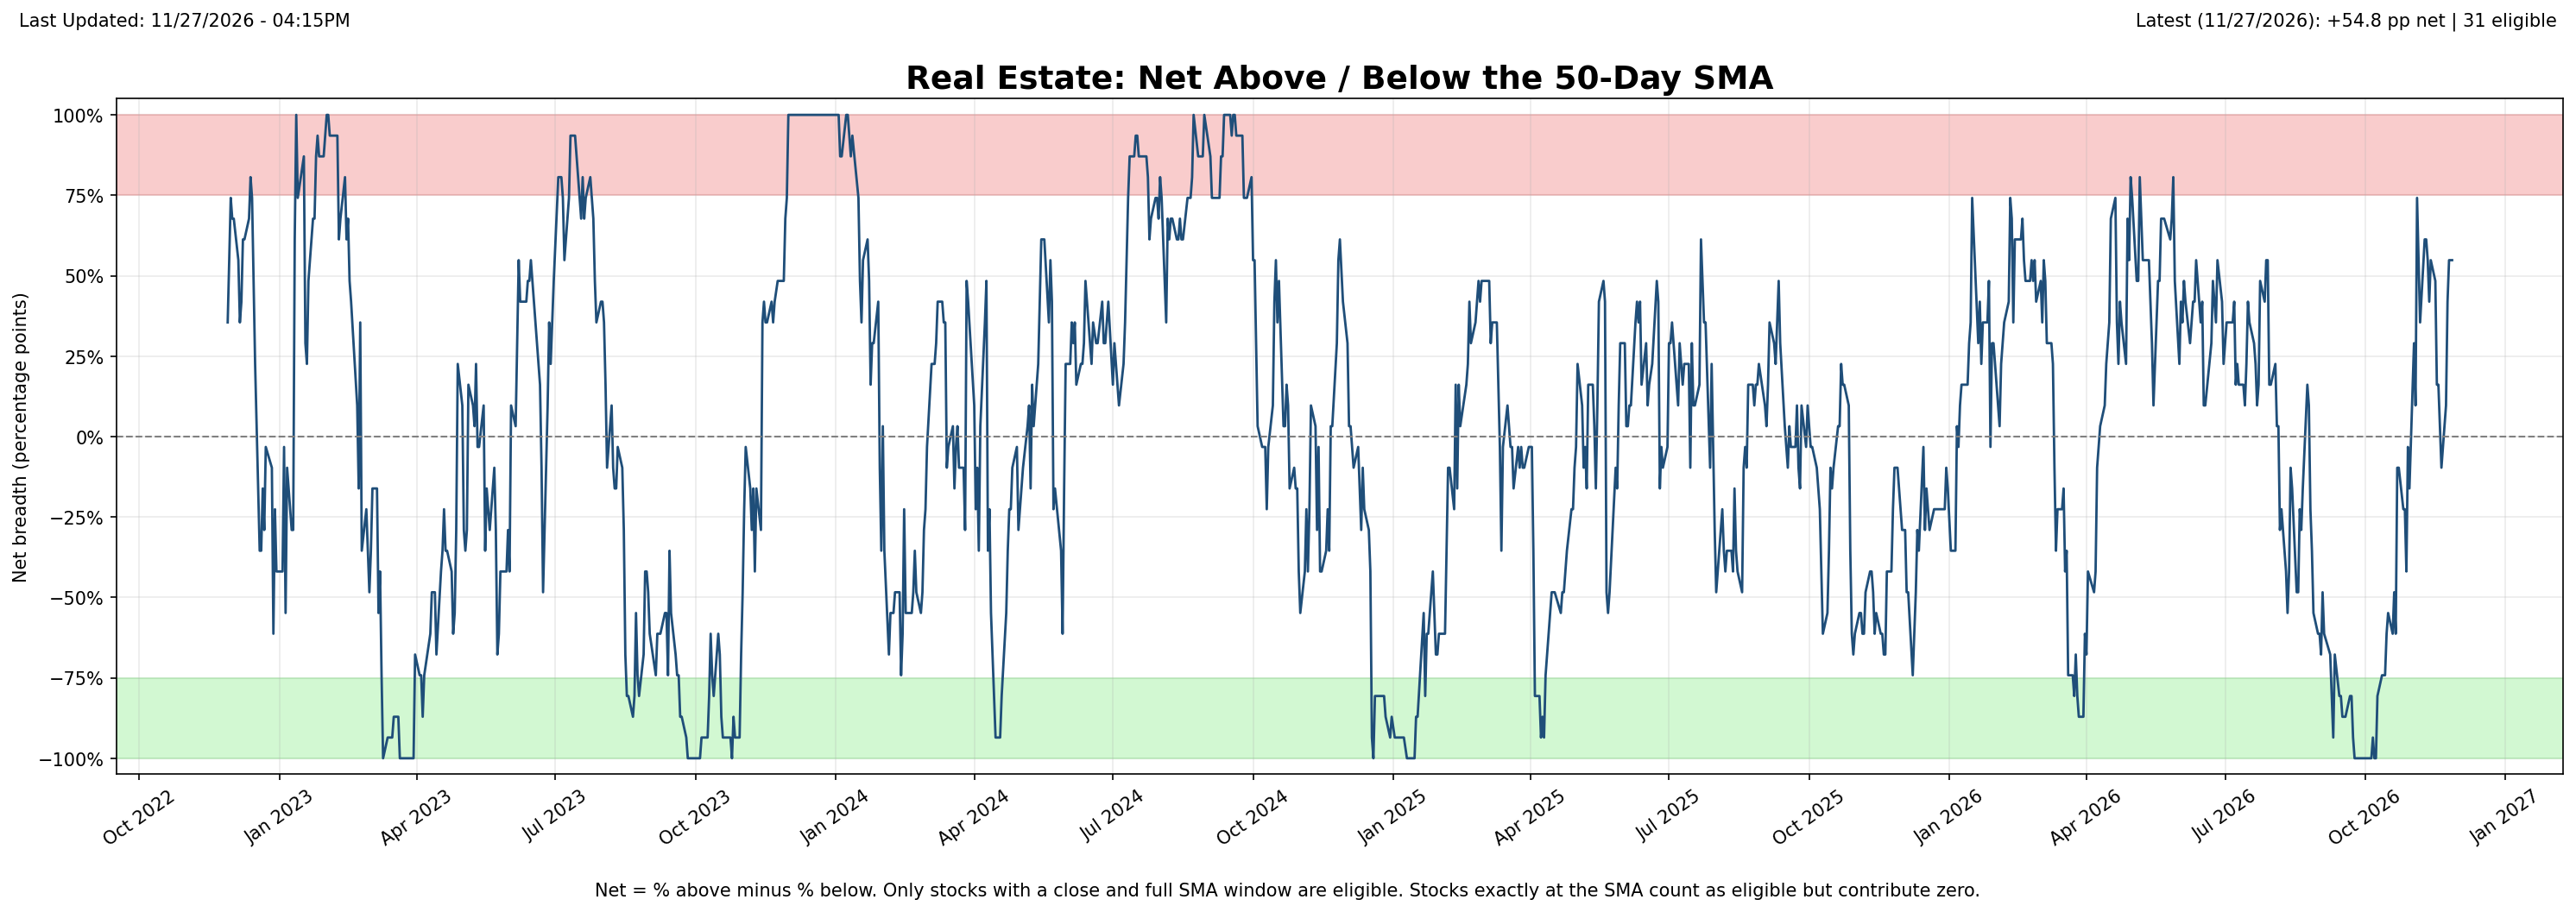 Last Updated: 11/27/2026 - 04:15PM
Latest (11/27/2026): +54.8 pp net | 31 eligible
Real Estate: Net Above / Below the 50-Day SMA
Net breadth (percentage points)
100%
75%
50%
25%
0%
−25%
−50%
−75%
−100%
Oct 2022
Jan 2023
Apr 2023
Jul 2023
Oct 2023
Jan 2024
Apr 2024
Jul 2024
Oct 2024
Jan 2025
Apr 2025
Jul 2025
Oct 2025
Jan 2026
Apr 2026
Jul 2026
Oct 2026
Jan 2027
Net = % above minus % below. Only stocks with a close and full SMA window are eligible. Stocks exactly at the SMA count as eligible but contribute zero.